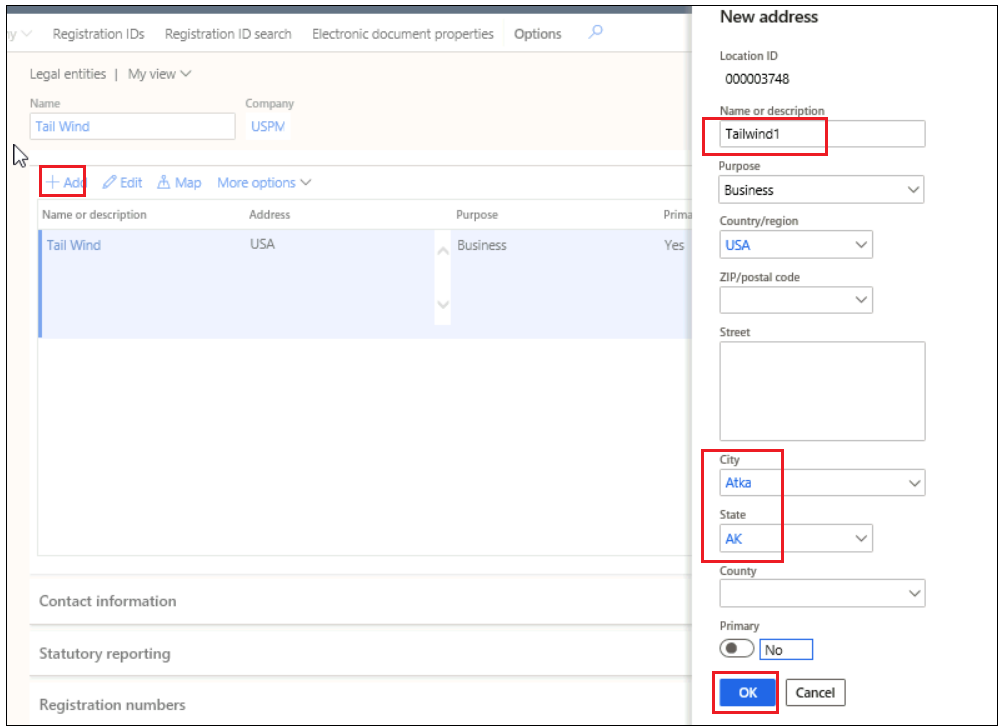 Registration IDs Registration ID search Electronic document properties Options
Legal entities | My view
Name Company
Tail Wind USPM
+ Add Edit Map More options
Name or description Address Purpose
Tail Wind USA Business Yes
Contact information
Statutory reporting
Registration numbers
New address
Location ID
000003748
Name or description
Tailwind1
Purpose
Business
Country/region
USA
ZIP/postal code
Street
City
Atka
State
AK
County
Primary
No
OK Cancel